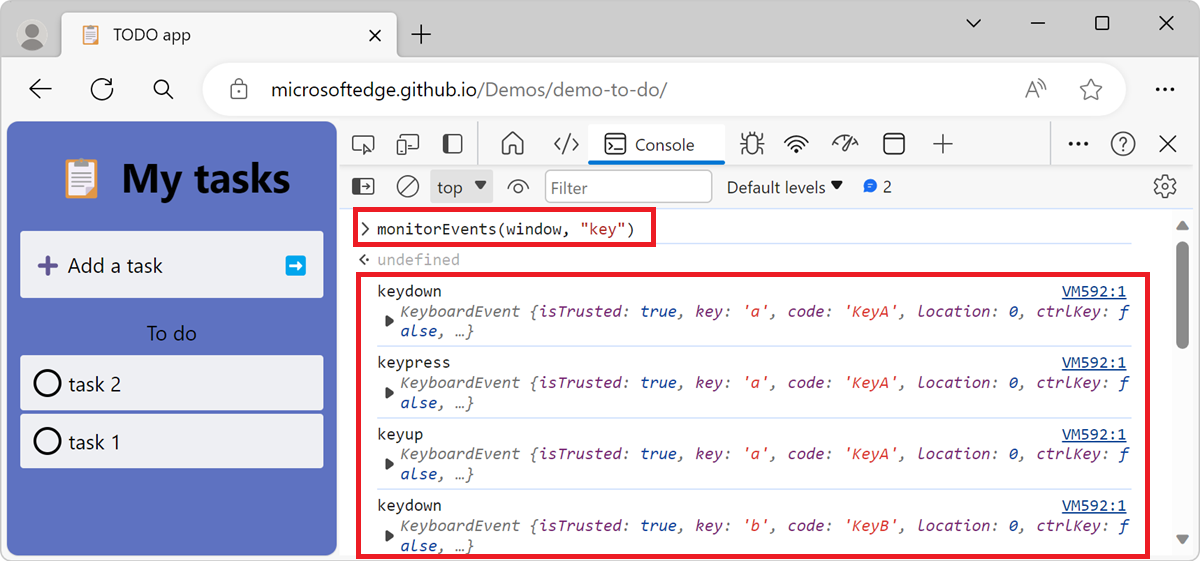 TODO app
microsoftedge.github.io/Demos/demo-to-do/
My tasks
Add a task
To do
task 2
task 1
Console
top
Filter
Default levels
2
monitorEvents(window, "key")
undefined
keydown VM592:1
KeyboardEvent {isTrusted: true, key: 'a', code: 'KeyA', location: 0, ctrlKey: f
alse, …}
keypress VM592:1
KeyboardEvent {isTrusted: true, key: 'a', code: 'KeyA', location: 0, ctrlKey: f
alse, …}
keyup VM592:1
KeyboardEvent {isTrusted: true, key: 'a', code: 'KeyA', location: 0, ctrlKey: f
alse, …}
keydown VM592:1
KeyboardEvent {isTrusted: true, key: 'b', code: 'KeyB', location: 0, ctrlKey: f
alse, …}